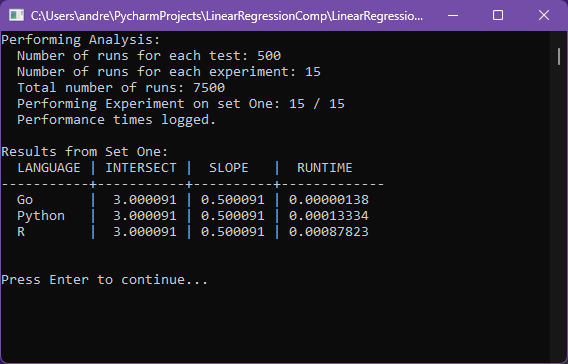 C:\Users\andre\PycharmProjects\LinearRegressionComp\LinearRegressio...
Performing Analysis:
  Number of runs for each test: 500
  Number of runs for each experiment: 15
  Total number of runs: 7500
  Performing Experiment on set One: 15 / 15
  Performance times logged.

Results from Set One:
  LANGUAGE | INTERSECT |  SLOPE   |  RUNTIME
-----------+-----------+----------+-------------
  Go       |  3.000091 | 0.500091 | 0.00000138
  Python   |  3.000091 | 0.500091 | 0.00013334
  R        |  3.000091 | 0.500091 | 0.00087823

Press Enter to continue...